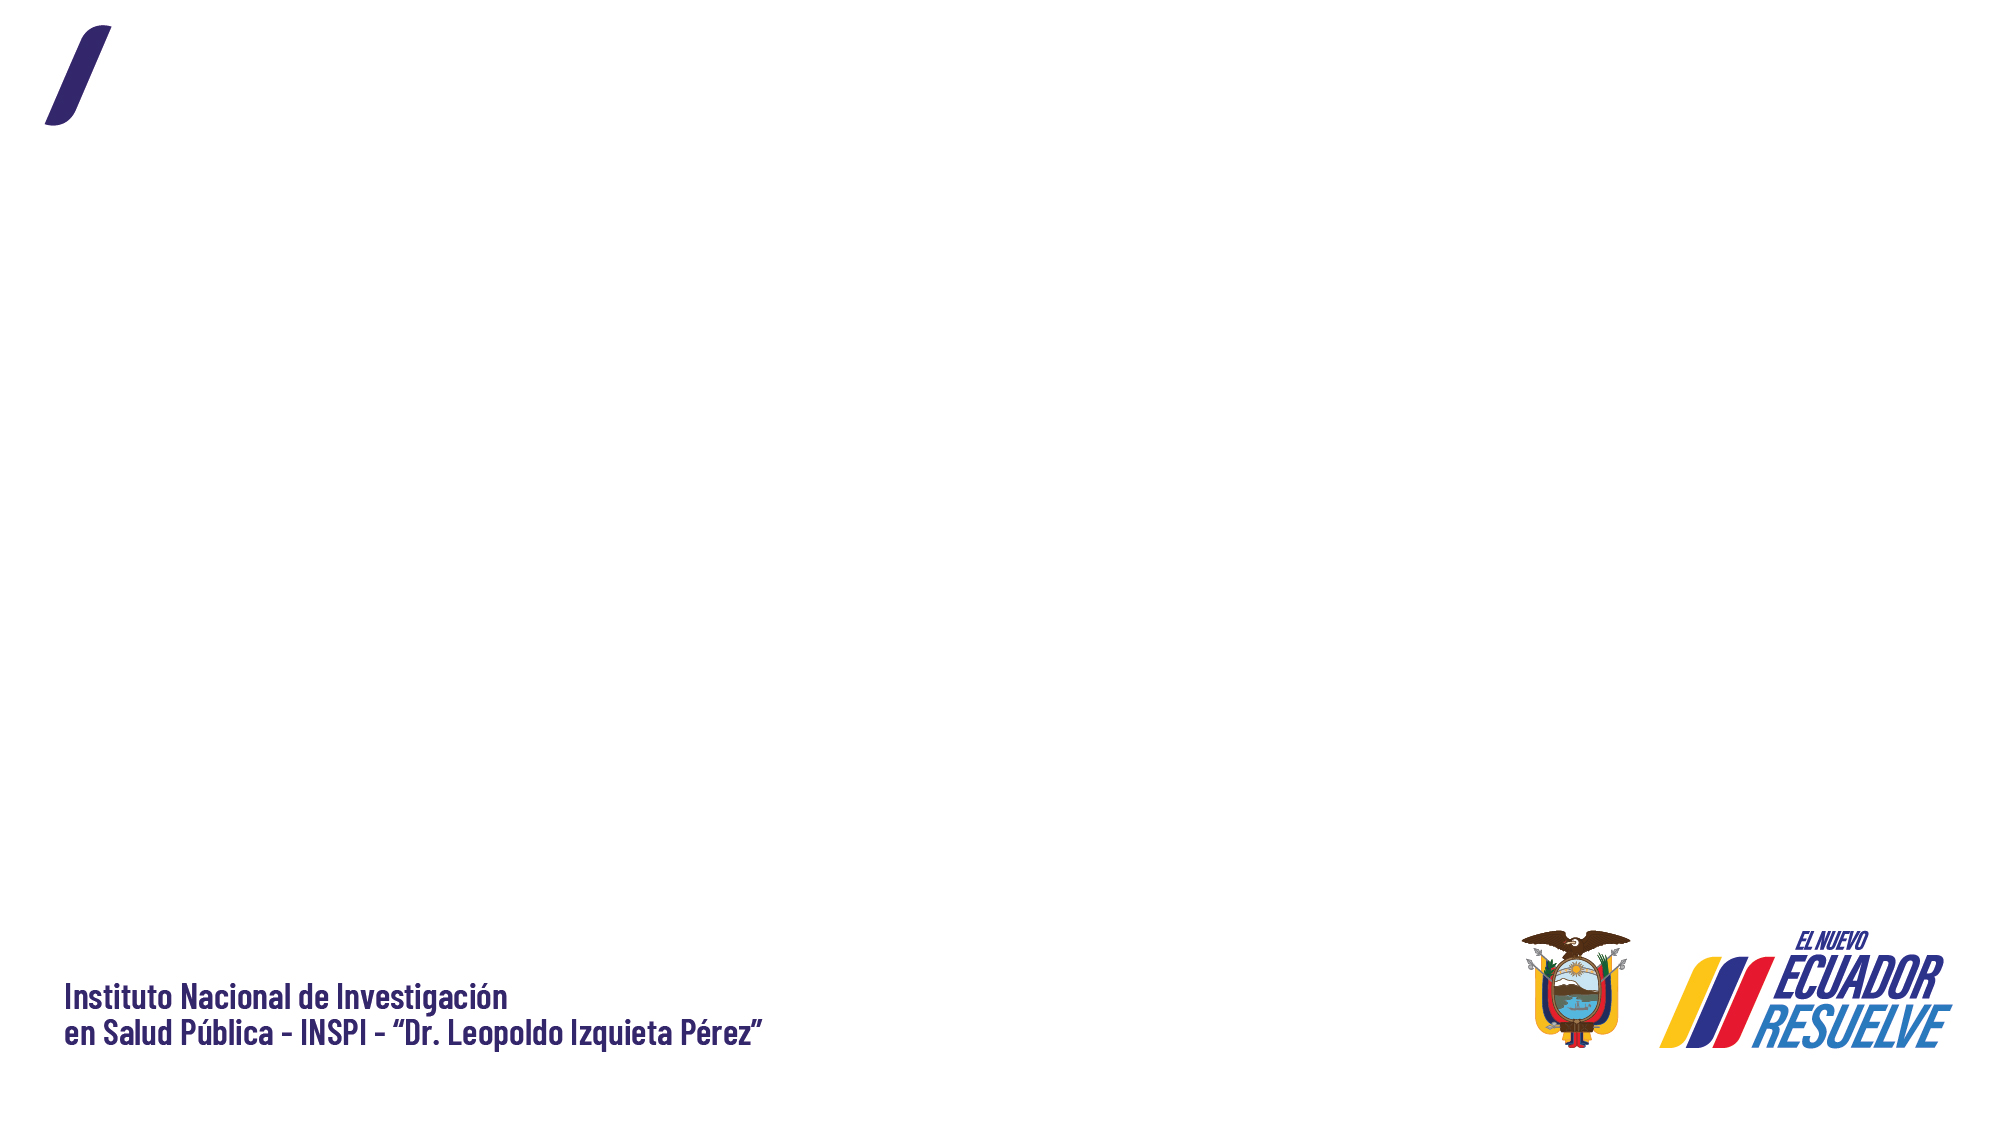 Instituto Nacional de Investigación
en Salud Pública - INSPI - “Dr. Leopoldo Izquieta Pérez”
EL NUEVO
ECUADOR
RESUELVE